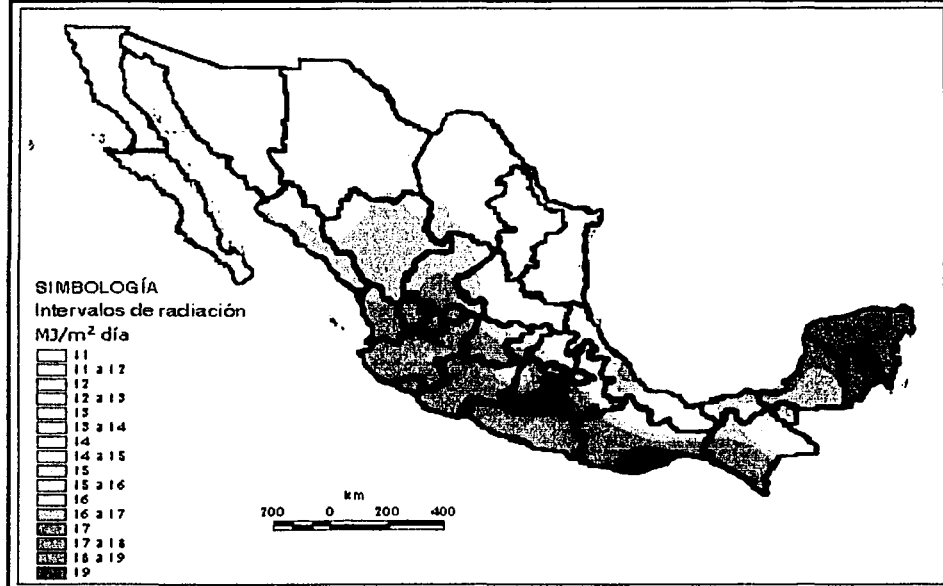 SIMBOLOGÍA
Intervalos de radiación
MJ/m² día
11
11 a 12
12
12 a 13
13
13 a 14
14
14 a 15
15
15 a 16
16
16 a 17
17
17 a 18
18 a 19
19
km
200 0 200 400